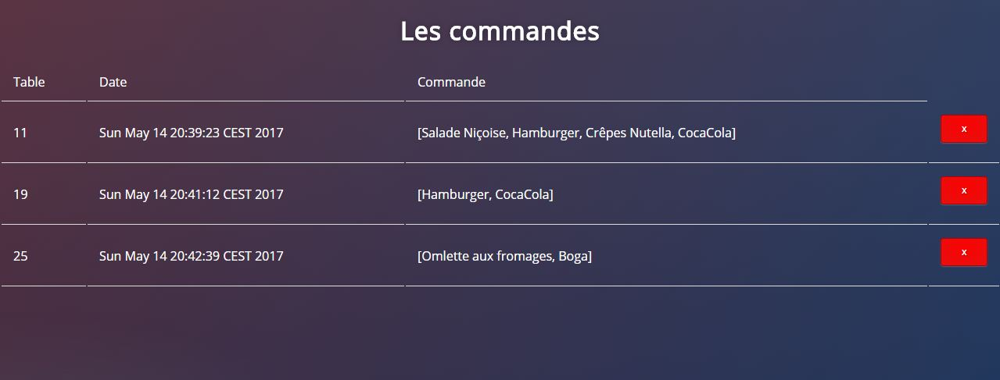 Les commandes
Table Date Commande
11 Sun May 14 20:39:23 CEST 2017 [Salade Niçoise, Hamburger, Crêpes Nutella, CocaCola] x
19 Sun May 14 20:41:12 CEST 2017 [Hamburger, CocaCola] x
25 Sun May 14 20:42:39 CEST 2017 [Omlette aux fromages, Boga] x